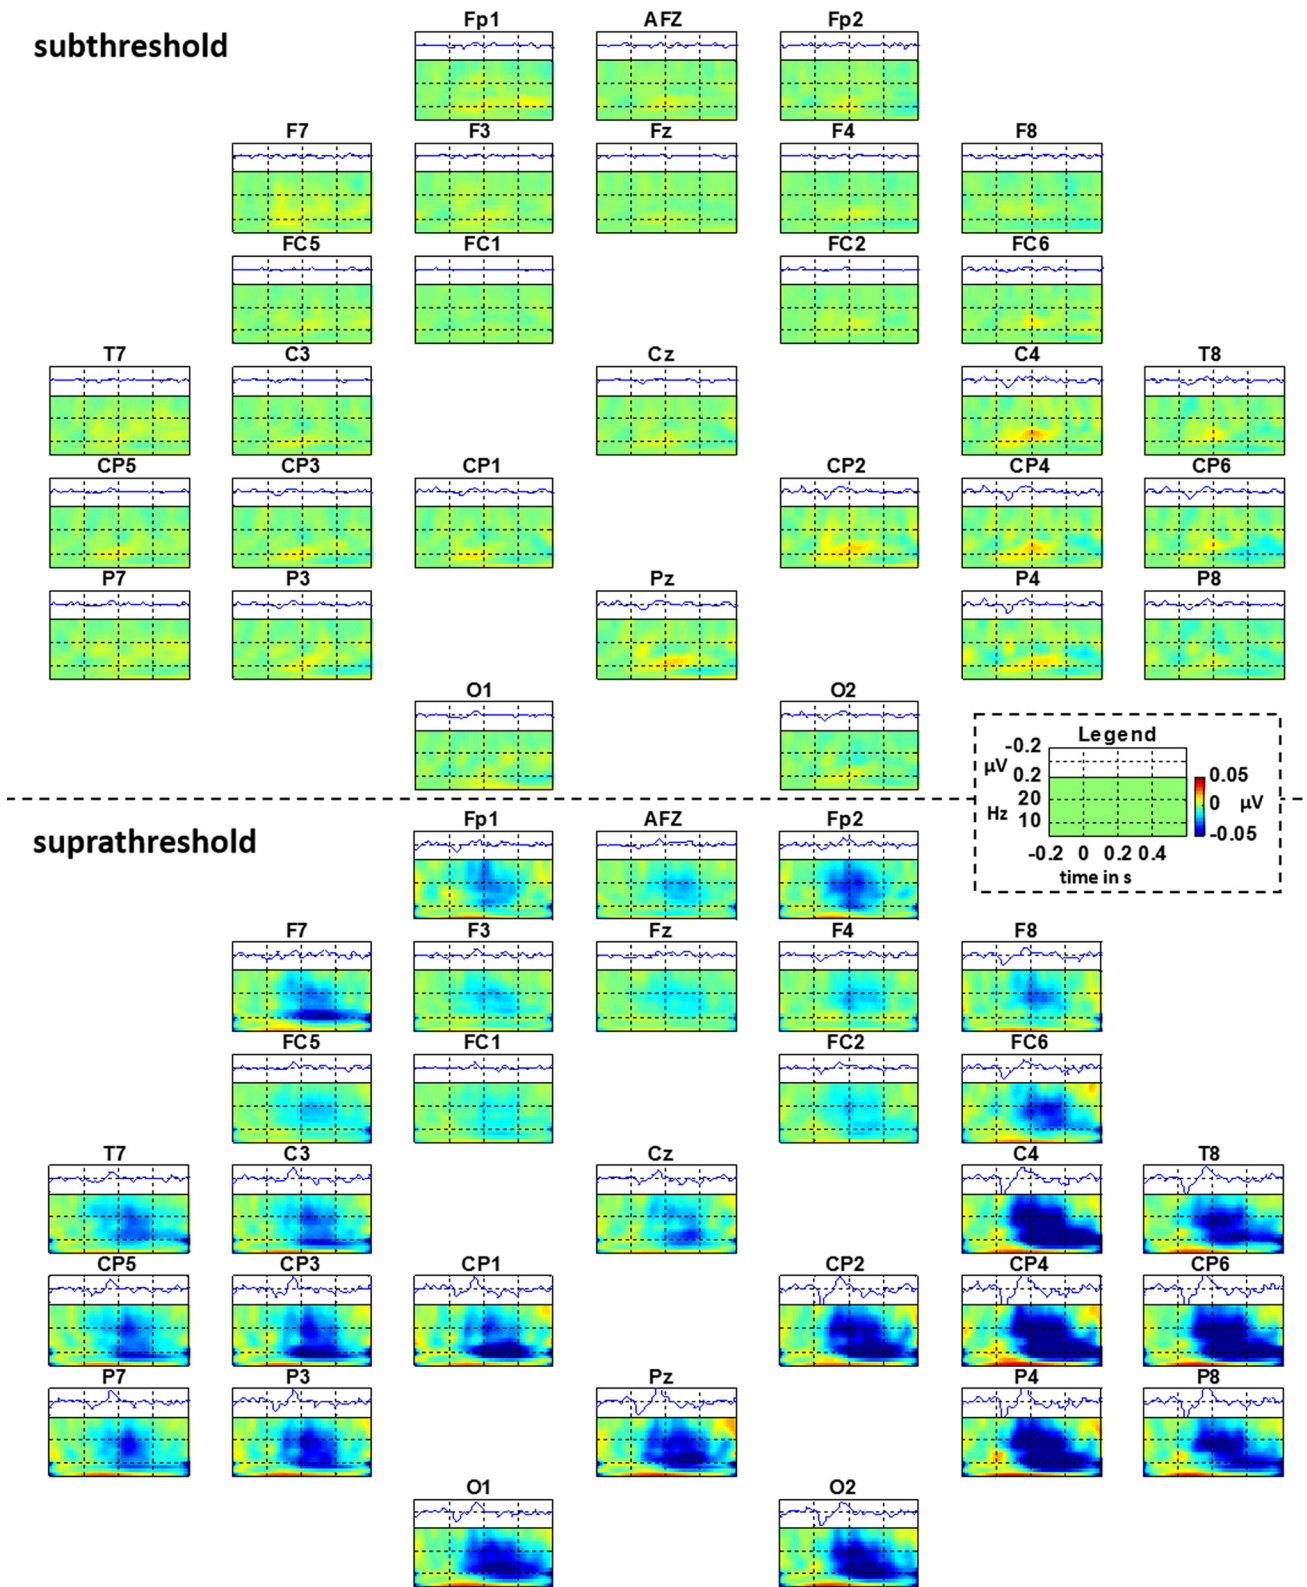 subthreshold
Fp1 AFZ Fp2
F7 F3 Fz F4 F8
FC5 FC1 FC2 FC6
T7 C3 Cz C4 T8
CP5 CP3 CP1 CP2 CP4 CP6
P7 P3 Pz P4 P8
O1 O2
Legend
-0.2
μV
0.2
Hz 20
10
0.05
0 μV
-0.05
-0.2 0 0.2 0.4
time in s
suprathreshold
Fp1 AFZ Fp2
F7 F3 Fz F4 F8
FC5 FC1 FC2 FC6
T7 C3 Cz C4 T8
CP5 CP3 CP1 CP2 CP4 CP6
P7 P3 Pz P4 P8
O1 O2